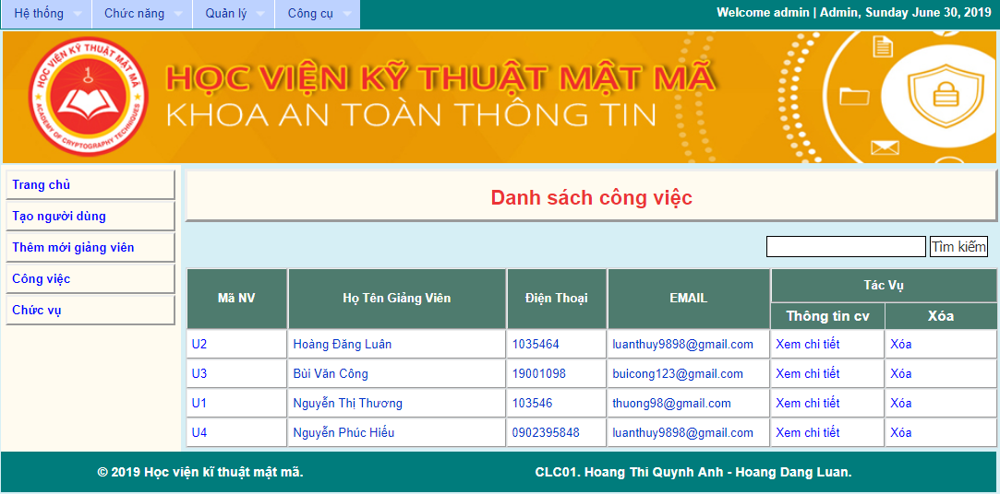 Hệ thống Chức năng Quản lý Công cụ Welcome admin | Admin, Sunday June 30, 2019
HỌC VIỆN KỸ THUẬT MẬT MÃ
ACADEMY OF CRYPTOGRAPHY TECHNIQUES
HỌC VIỆN KỸ THUẬT MẬT MÃ
KHOA AN TOÀN THÔNG TIN
Trang chủ
Tạo người dùng
Thêm mới giảng viên
Công việc
Chức vụ
Danh sách công việc
Tìm kiếm
Mã NV Họ Tên Giảng Viên Điện Thoại EMAIL Tác Vụ
Thông tin cv Xóa
U2 Hoàng Đăng Luân 1035464 luanthuy9898@gmail.com Xem chi tiết Xóa
U3 Bùi Văn Công 19001098 buicong123@gmail.com Xem chi tiết Xóa
U1 Nguyễn Thị Thương 103546 thuong98@gmail.com Xem chi tiết Xóa
U4 Nguyễn Phúc Hiếu 0902395848 luanthuy9898@gmail.com Xem chi tiết Xóa
© 2019 Học viện kĩ thuật mật mã. CLC01. Hoang Thi Quynh Anh - Hoang Dang Luan.